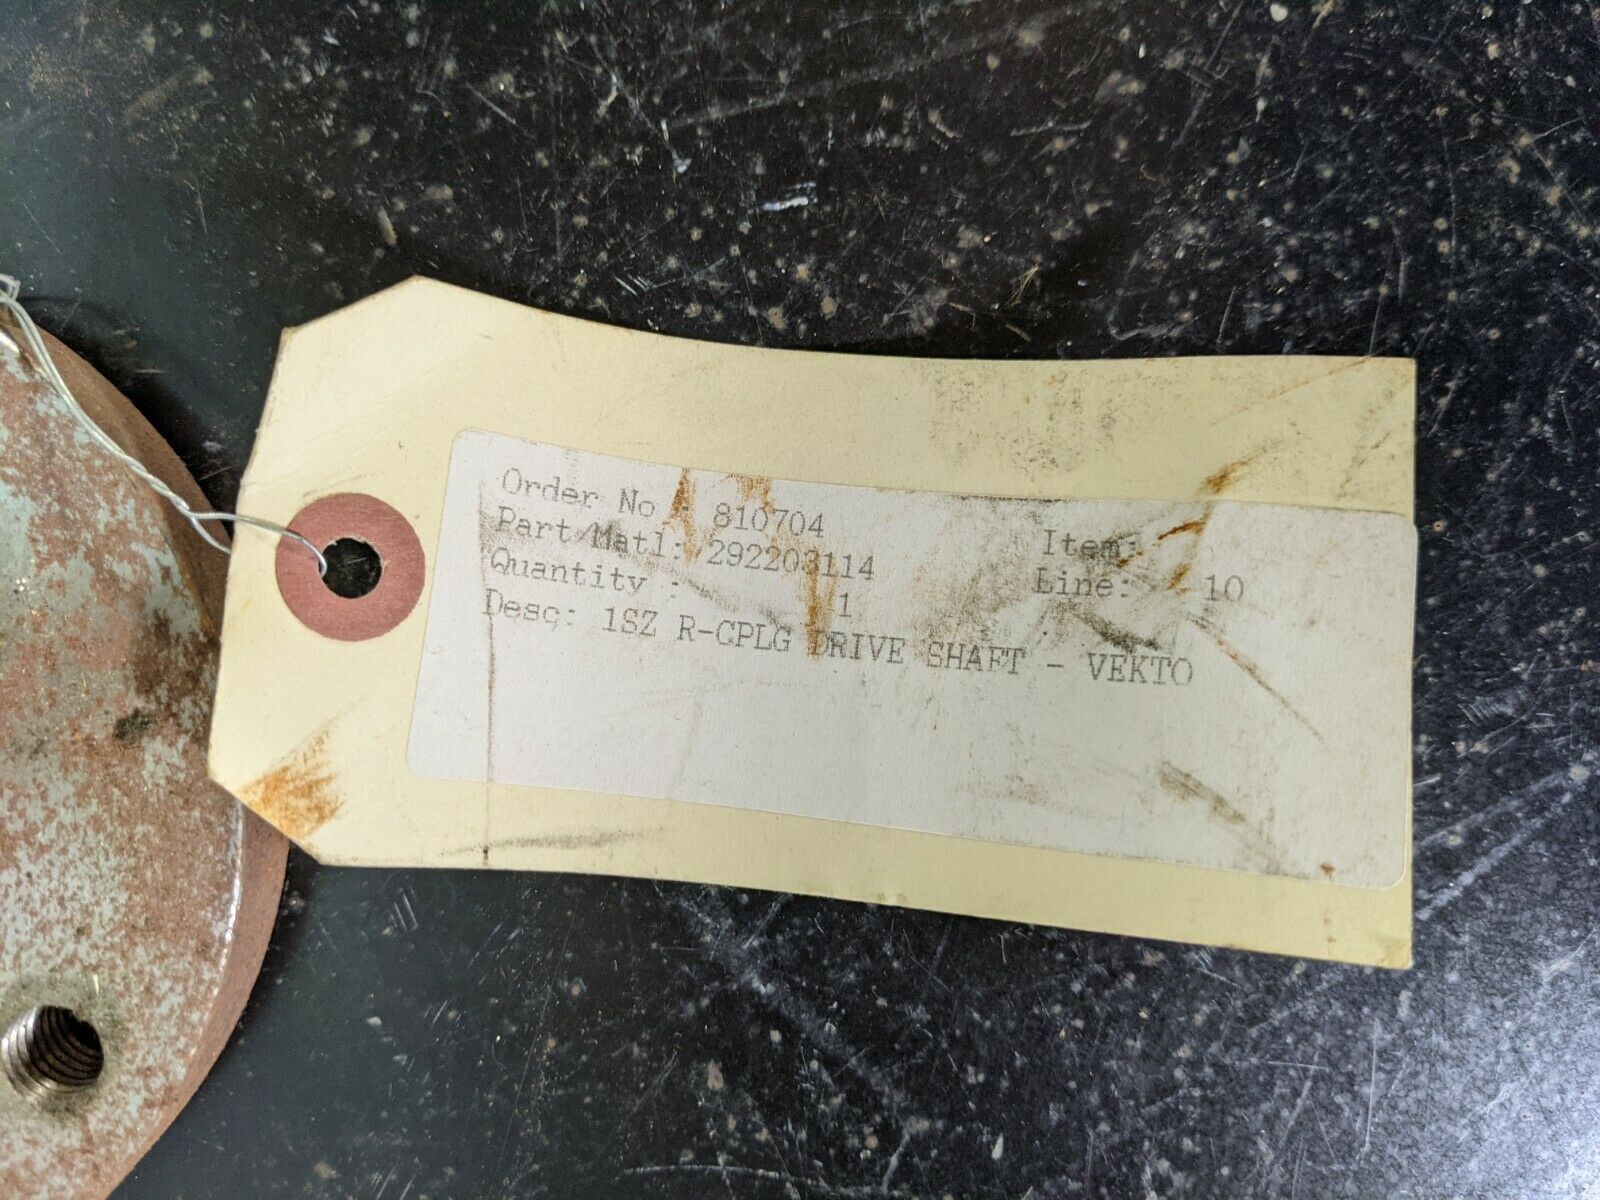 Order No : 810704 Item:
Part/Matl: 292203114 Line: 10
Quantity : 1
Desc: 1SZ R-CPLG DRIVE SHAFT - VEKTO